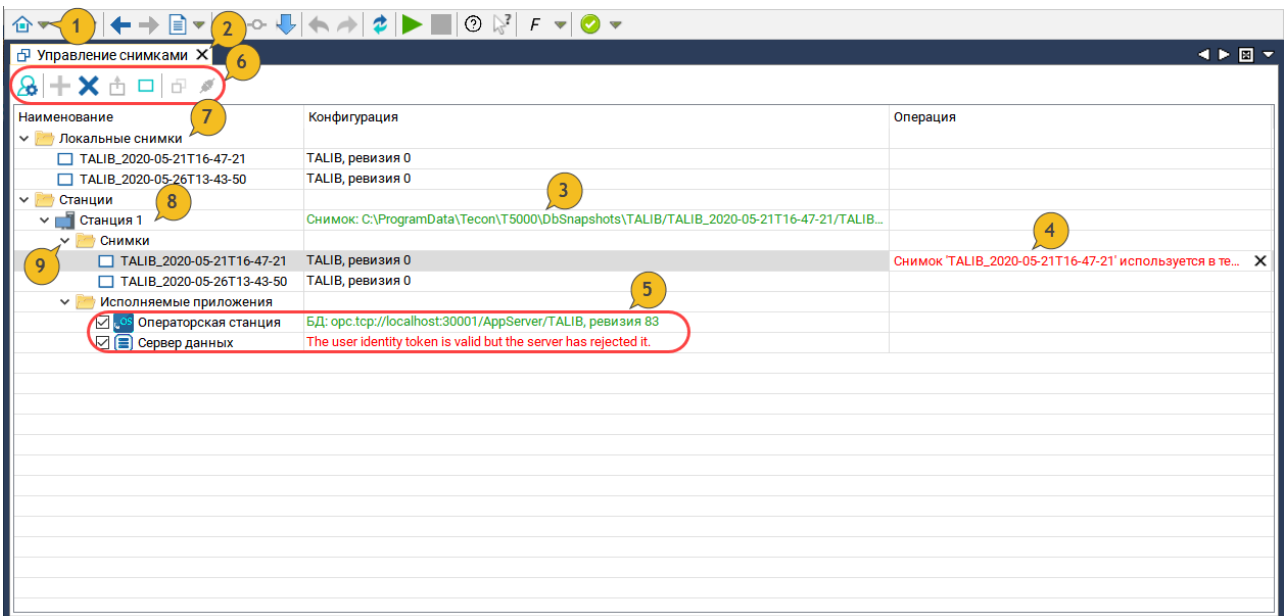 1
2
F
Управление снимками
6
7
Наименование Конфигурация Операция
Локальные снимки
TALIB_2020-05-21T16-47-21 TALIB, ревизия 0
TALIB_2020-05-26T13-43-50 TALIB, ревизия 0
Станции
8
3
Станция 1 Снимок: C:\ProgramData\Tecon\T5000\DbSnapshots\TALIB/TALIB_2020-05-21T16-47-21/TALIB...
4
Снимки
9
TALIB_2020-05-21T16-47-21 TALIB, ревизия 0 Снимок 'TALIB_2020-05-21T16-47-21' используется в те...
TALIB_2020-05-26T13-43-50 TALIB, ревизия 0
5
Исполняемые приложения
OS Операторская станция БД: opc.tcp://localhost:30001/AppServer/TALIB, ревизия 83
Сервер данных The user identity token is valid but the server has rejected it.